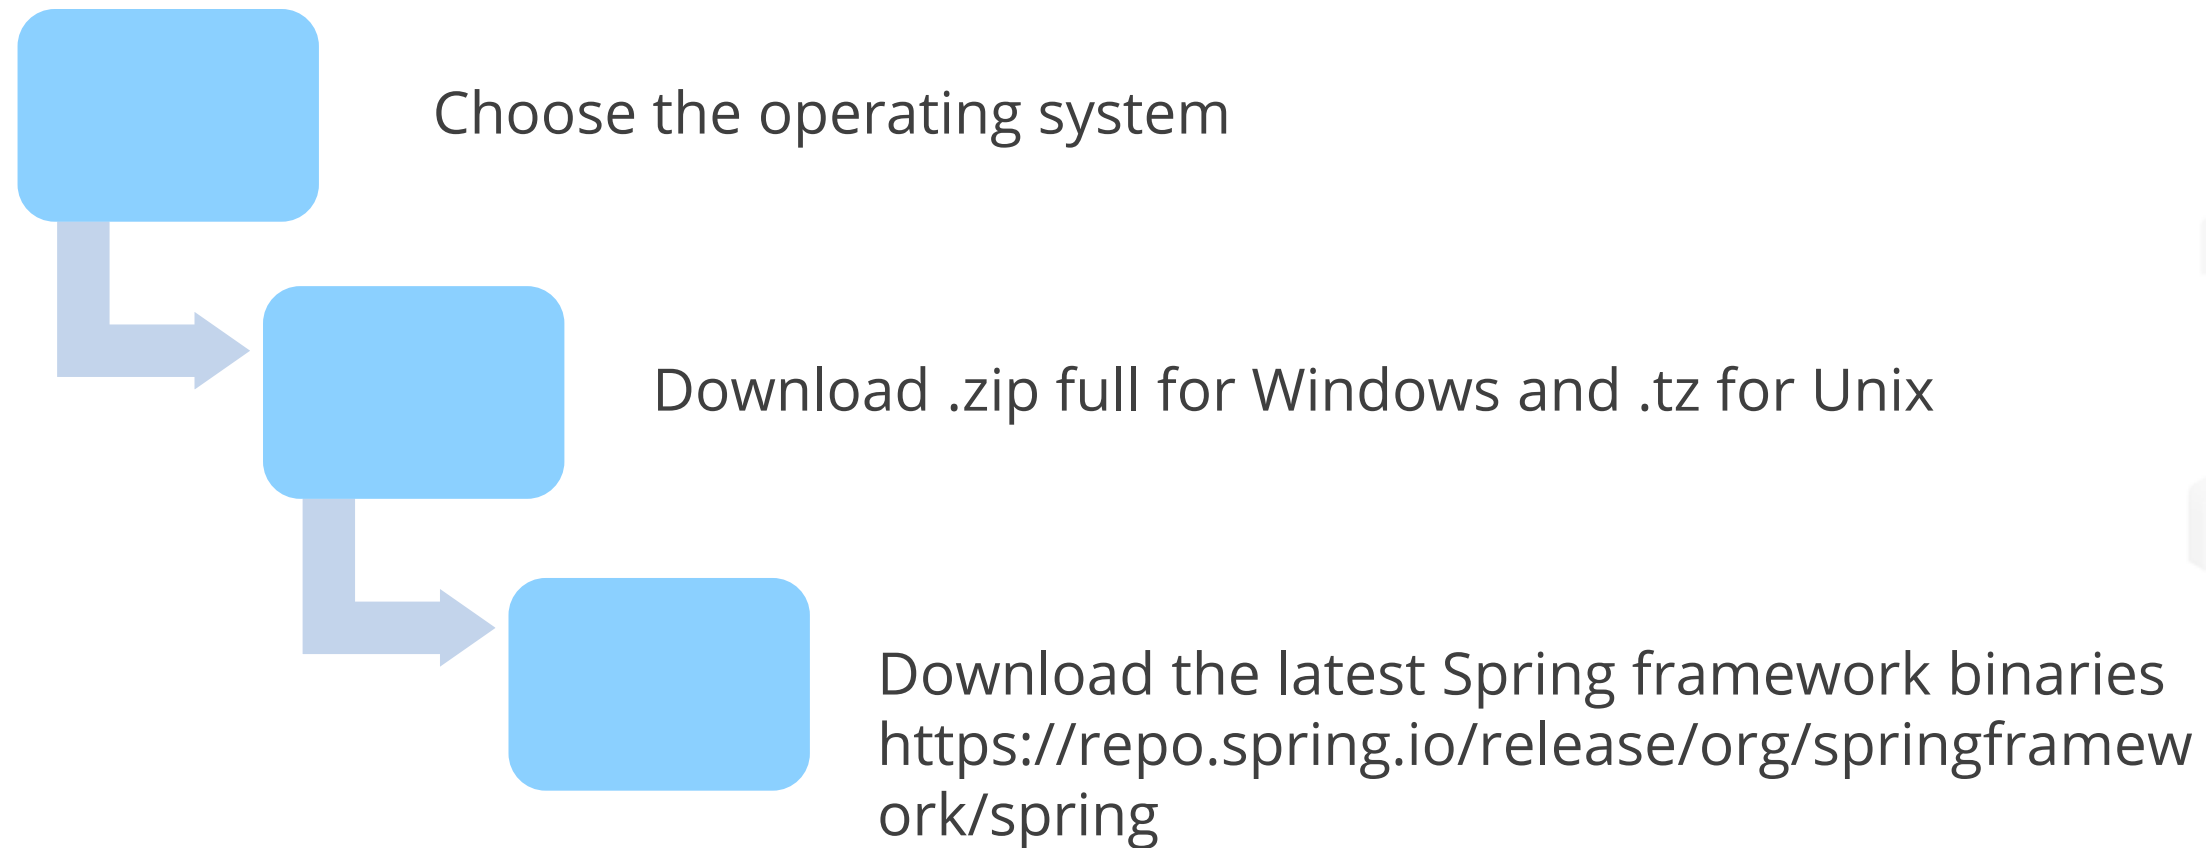 Choose the operating system
Download .zip full for Windows and .tz for Unix
Download the latest Spring framework binaries
https://repo.spring.io/release/org/springframew
ork/spring